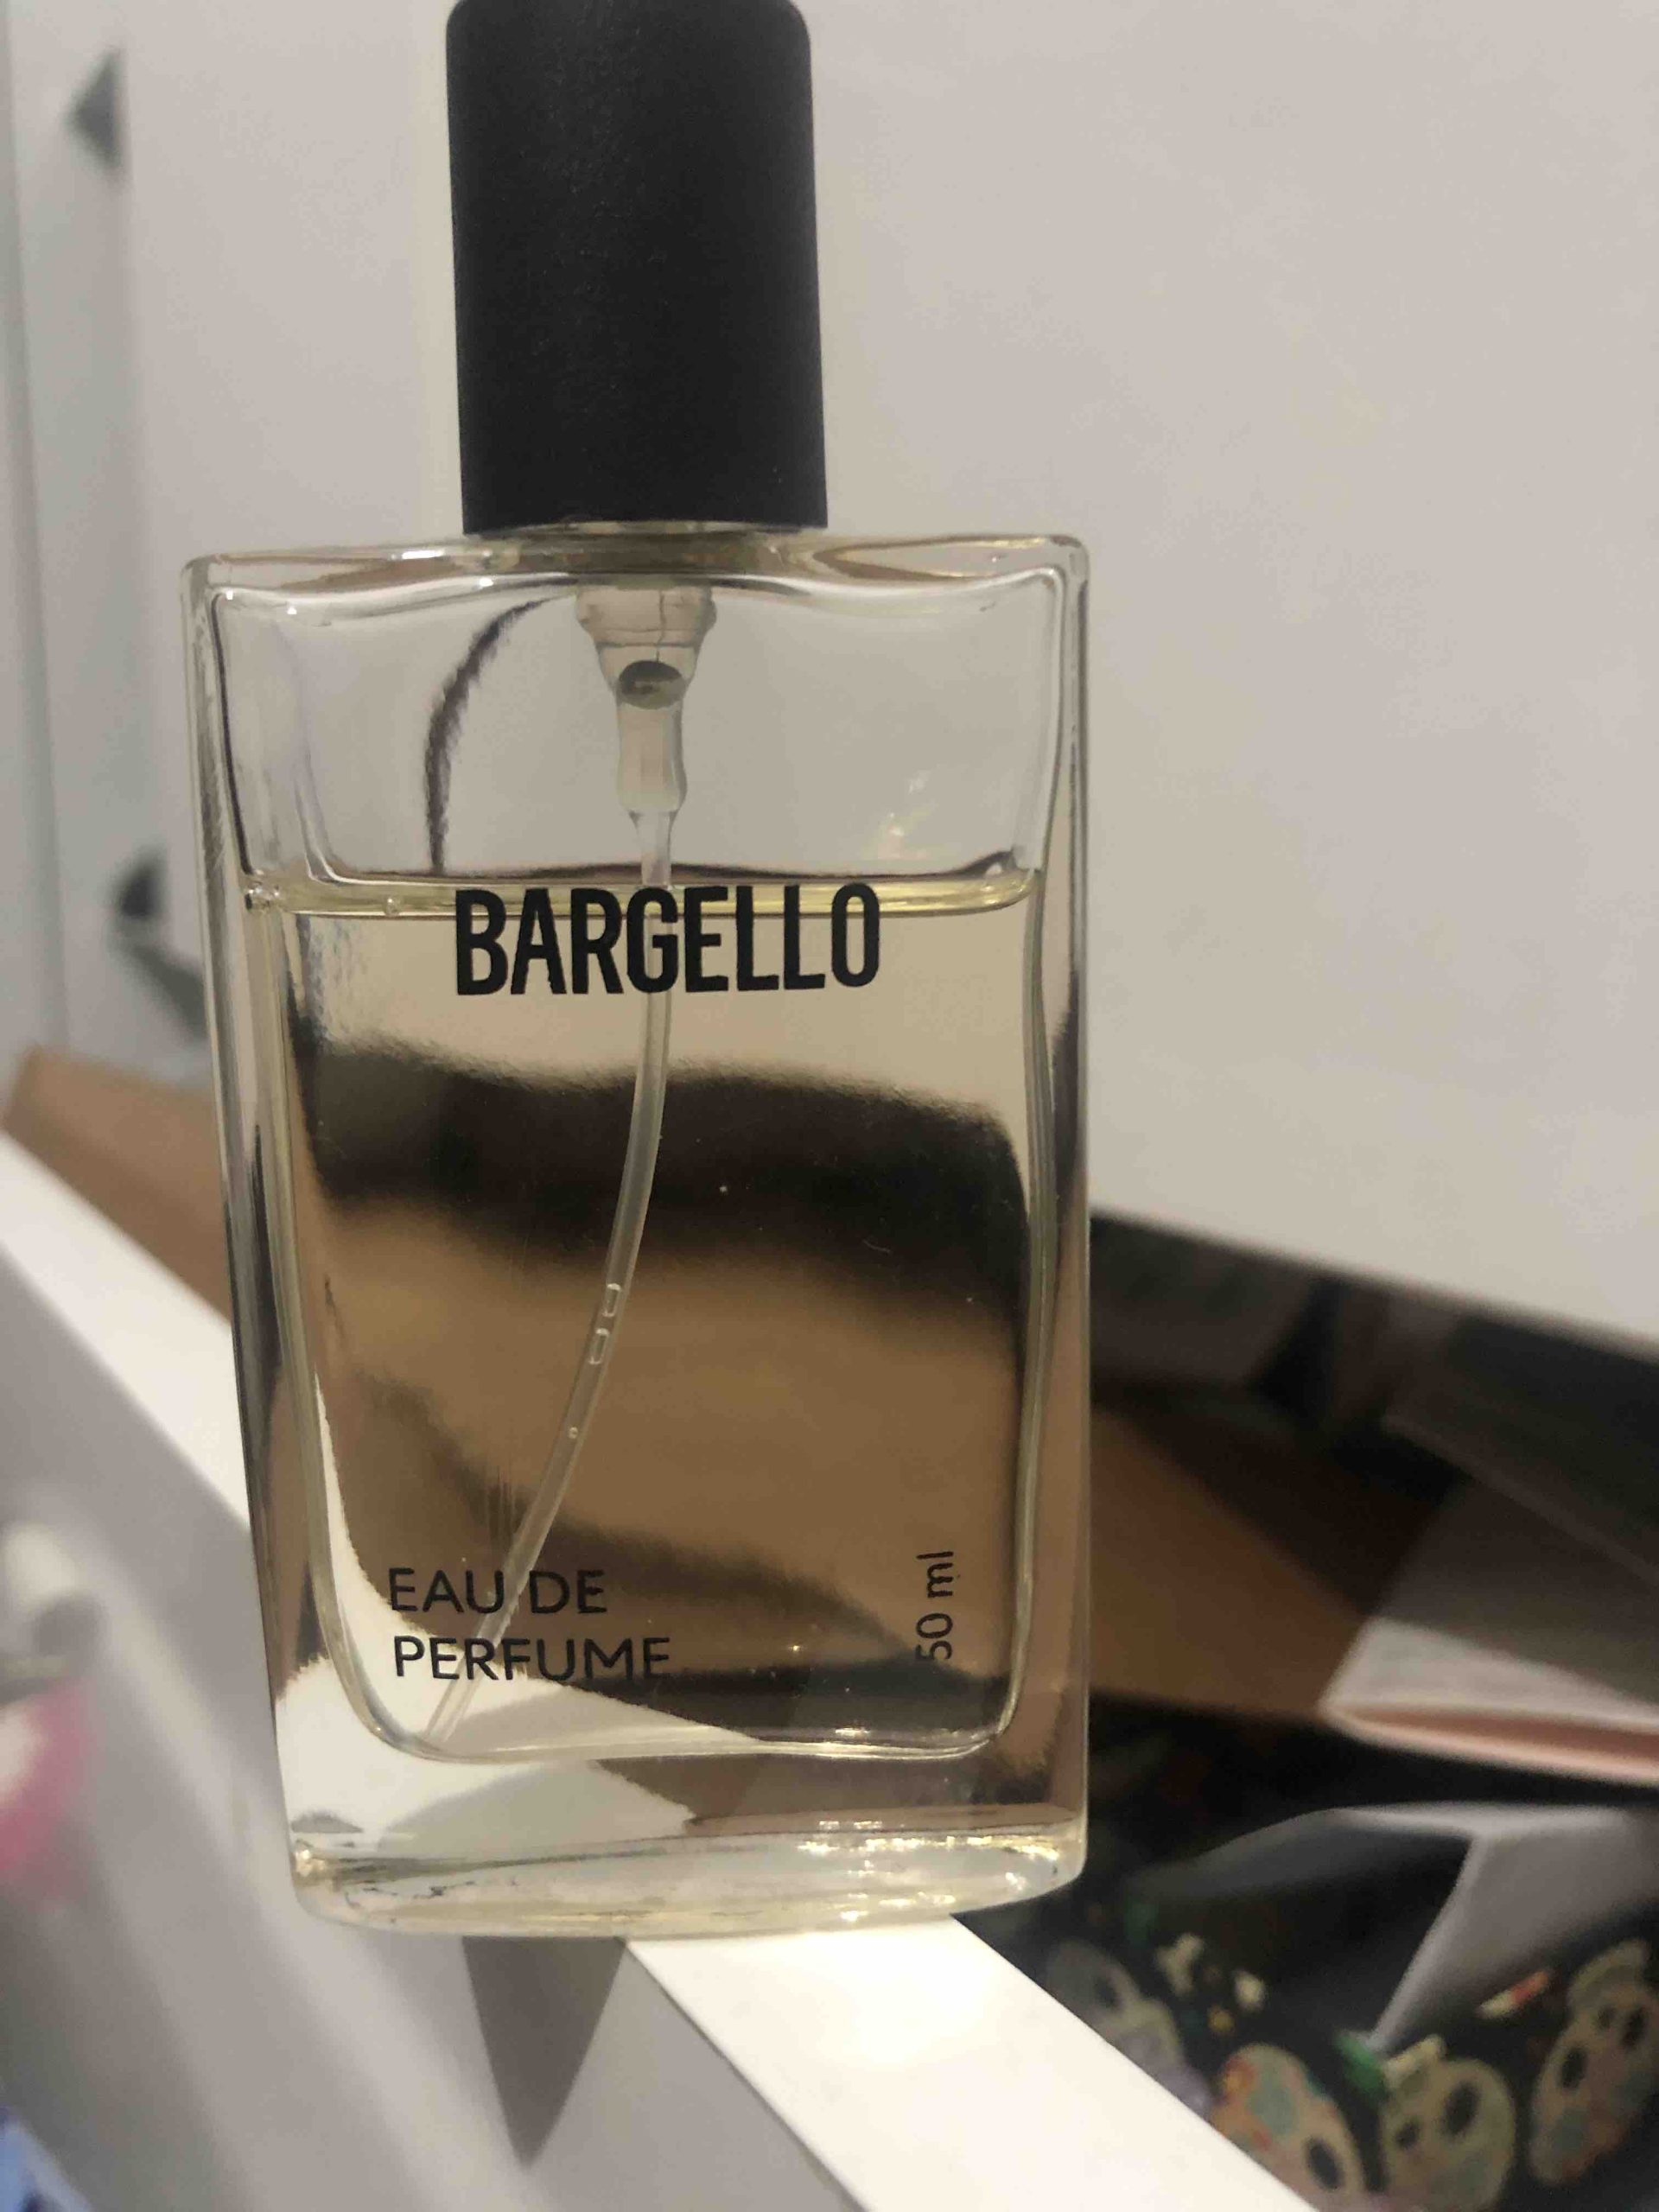 BARGELLO
EAU DE
PERFUME
50 ml